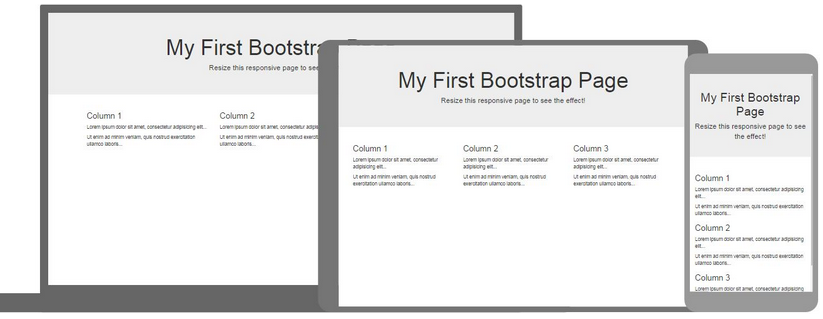 My First Bootstra
Resize this responsive page to see
Column 1
Lorem ipsum dolor sit amet, consectetur adipisicing elit...
Ut enim ad minim veniam, quis nostrud exercitation
ullamco laboris...
Column 2
Lorem ipsum dolor sit amet, consectetur adipi
Ut enim ad minim veniam, quis nostrud
ullamco laboris...
My First Bootstrap Page
Resize this responsive page to see the effect!
Column 1
Lorem ipsum dolor sit amet, consectetur
adipisicing elit...
Ut enim ad minim veniam, quis nostrud
exercitation ullamco laboris...
Column 2
Lorem ipsum dolor sit amet, consectetur
adipisicing elit...
Ut enim ad minim veniam, quis nostrud
exercitation ullamco laboris...
Column 3
Lorem ipsum dolor sit amet, consectetur
adipisicing elit...
Ut enim ad minim veniam, quis nostrud
exercitation ullamco laboris...
My First Bootstrap
Page
Resize this responsive page to see
the effect!
Column 1
Lorem ipsum dolor sit amet, consectetur adipisicing
elit...
Ut enim ad minim veniam, quis nostrud exercitation
ullamco laboris...
Column 2
Lorem ipsum dolor sit amet, consectetur adipisicing
elit...
Ut enim ad minim veniam, quis nostrud exercitation
ullamco laboris...
Column 3
Lorem ipsum dolor sit amet, consectetur adipisicing